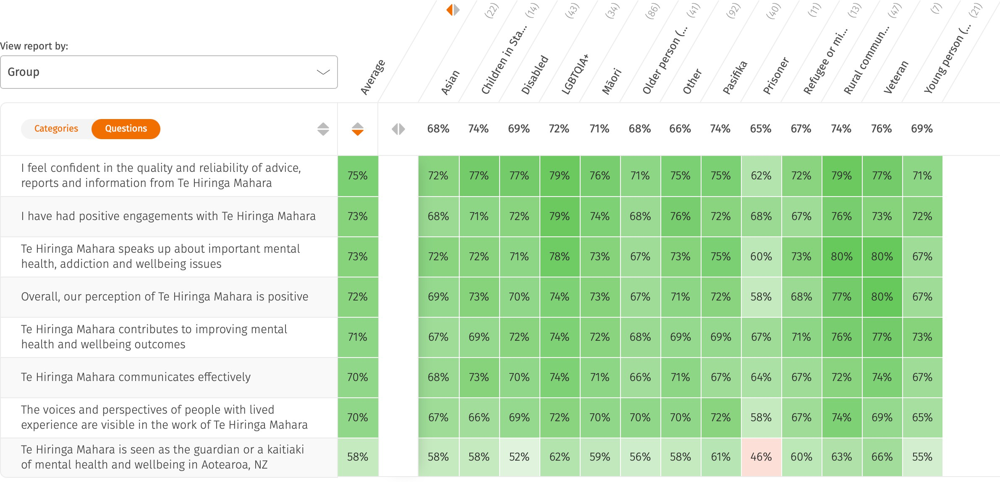 View report by:
Group
Average
Asian (22)
Children in Sta... (14)
Disabled (43)
LGBTQIA+ (34)
Māori (86)
Older person (... (41)
Other (92)
Pasifika (40)
Prisoner (11)
Refugee or mi... (13)
Rural commun... (47)
Veteran (7)
Young person (... (21)
Categories Questions 68% 74% 69% 72% 71% 68% 66% 74% 65% 67% 74% 76% 69%
I feel confident in the quality and reliability of advice,
reports and information from Te Hiringa Mahara
75% 72% 77% 77% 79% 76% 71% 75% 75% 62% 72% 79% 77% 71%
I have had positive engagements with Te Hiringa Mahara
73% 68% 71% 72% 79% 74% 68% 76% 72% 68% 67% 76% 73% 72%
Te Hiringa Mahara speaks up about important mental
health, addiction and wellbeing issues
73% 72% 72% 71% 78% 73% 67% 73% 75% 60% 73% 80% 80% 67%
Overall, our perception of Te Hiringa Mahara is positive
72% 69% 73% 70% 74% 73% 67% 71% 72% 58% 68% 77% 80% 67%
Te Hiringa Mahara contributes to improving mental
health and wellbeing outcomes
71% 67% 69% 72% 74% 72% 68% 69% 69% 67% 71% 76% 77% 73%
Te Hiringa Mahara communicates effectively
70% 68% 73% 70% 74% 71% 66% 71% 67% 64% 67% 72% 74% 67%
The voices and perspectives of people with lived
experience are visible in the work of Te Hiringa Mahara
70% 67% 66% 69% 72% 70% 70% 70% 72% 58% 67% 74% 69% 65%
Te Hiringa Mahara is seen as the guardian or a kaitiaki
of mental health and wellbeing in Aotearoa, NZ
58% 58% 58% 52% 62% 59% 56% 58% 61% 46% 60% 63% 66% 55%